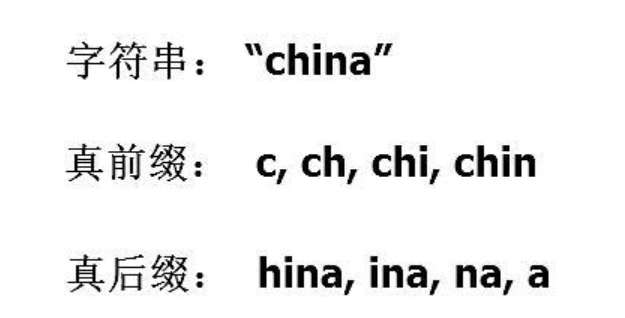 字符串： “china”
真前缀： c, ch, chi, chin
真后缀： hina, ina, na, a